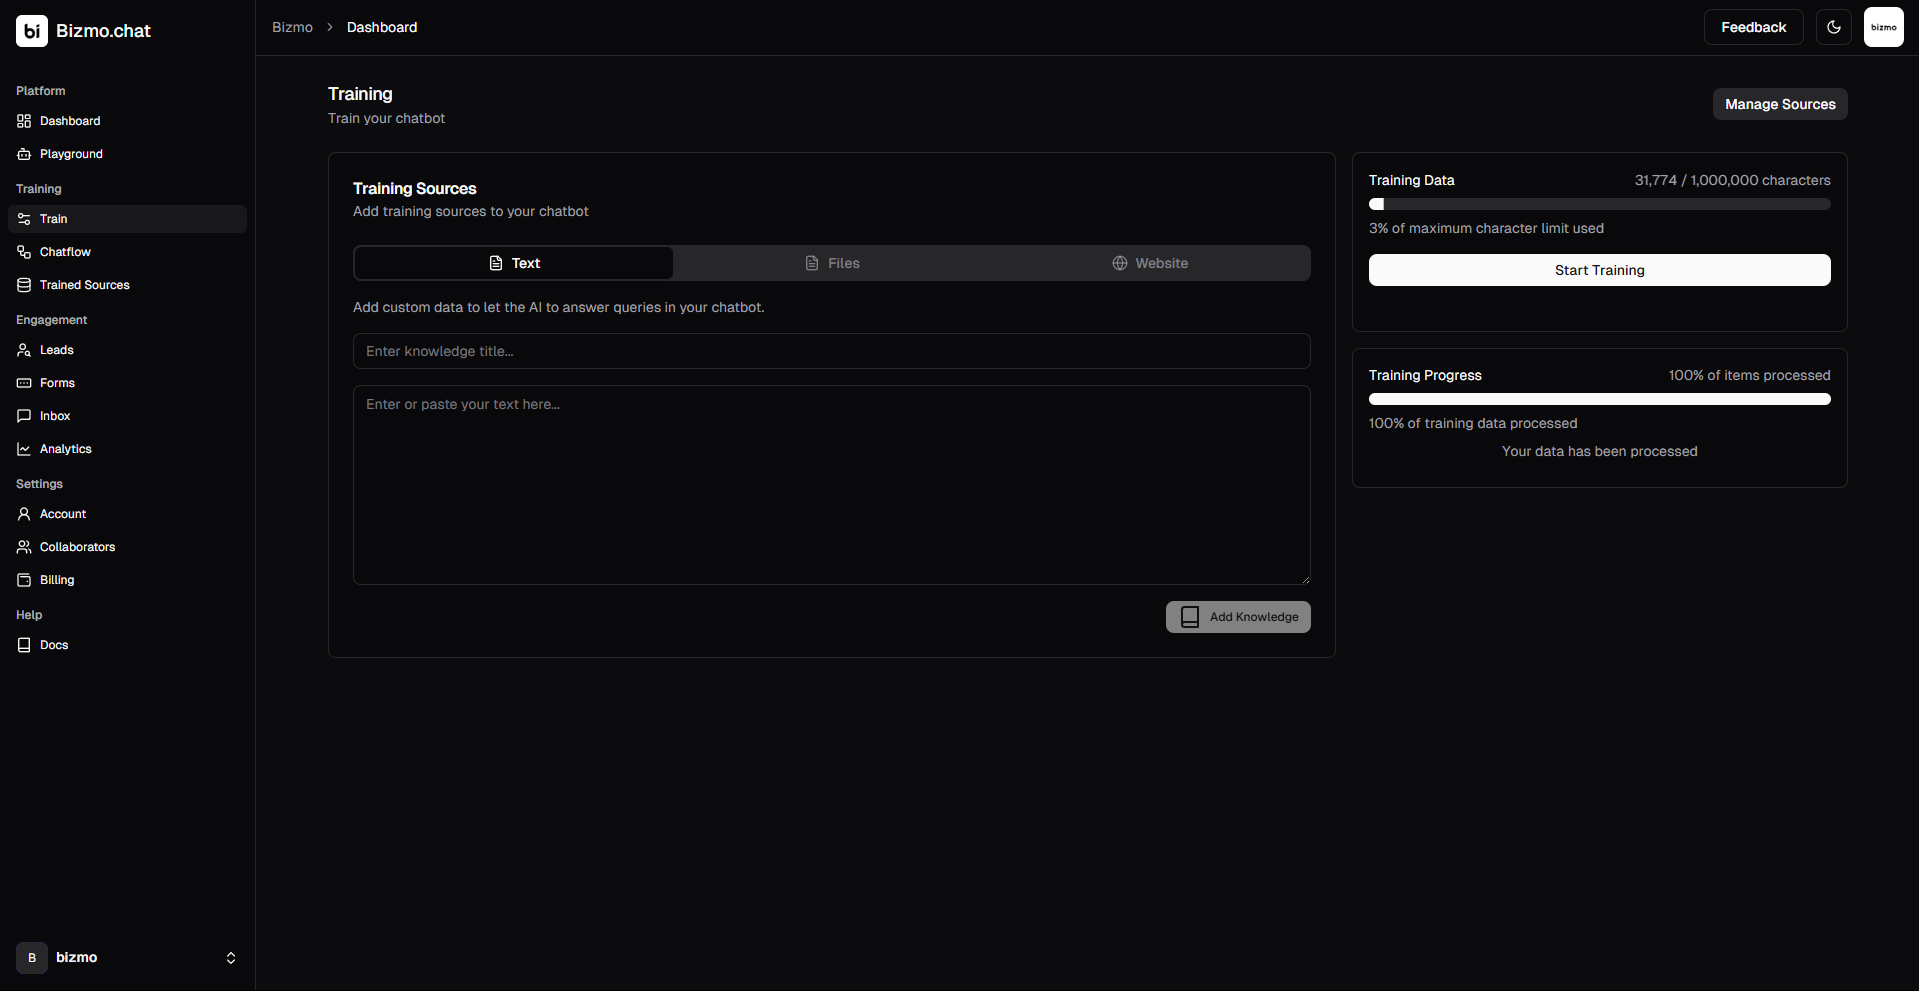 bi Bizmo.chat
Platform
Dashboard
Playground
Training
Train
Chatflow
Trained Sources
Engagement
Leads
Forms
Inbox
Analytics
Settings
Account
Collaborators
Billing
Help
Docs
B bizmo
Bizmo > Dashboard
Feedback
bizmo
Training
Train your chatbot
Manage Sources
Training Sources
Add training sources to your chatbot
Text Files Website
Add custom data to let the AI to answer queries in your chatbot.
Enter knowledge title...
Enter or paste your text here...
Add Knowledge
Training Data 31,774 / 1,000,000 characters
3% of maximum character limit used
Start Training
Training Progress 100% of items processed
100% of training data processed
Your data has been processed